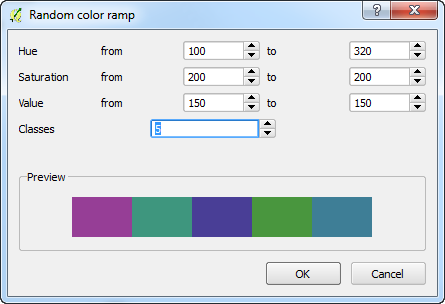 Random color ramp
Hue from 100 to 320
Saturation from 200 to 200
Value from 150 to 150
Classes 5
Preview
OK Cancel